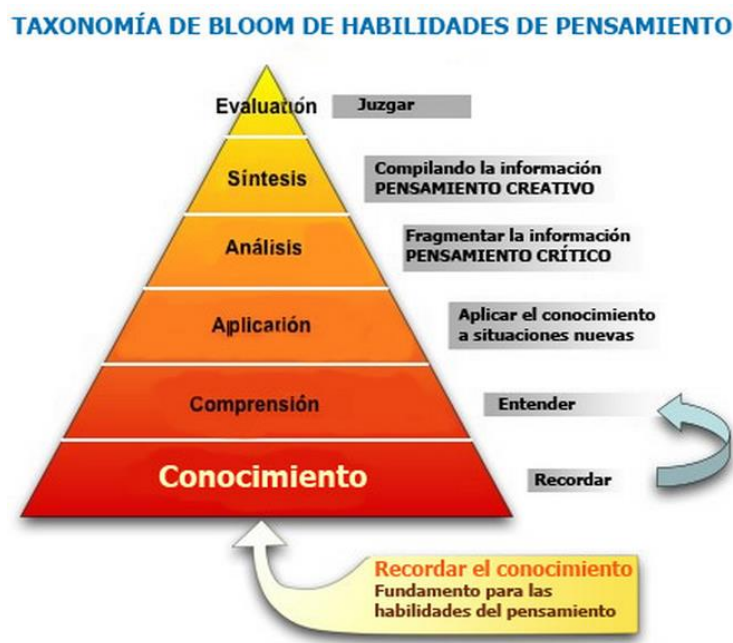 TAXONOMÍA DE BLOOM DE HABILIDADES DE PENSAMIENTO
Evaluación
Juzgar
Síntesis
Compilando la información
PENSAMIENTO CREATIVO
Análisis
Fragmentar la información
PENSAMIENTO CRÍTICO
Aplicación
Aplicar el conocimiento
a situaciones nuevas
Comprensión
Entender
Conocimiento
Recordar
Recordar el conocimiento
Fundamento para las
habilidades del pensamiento